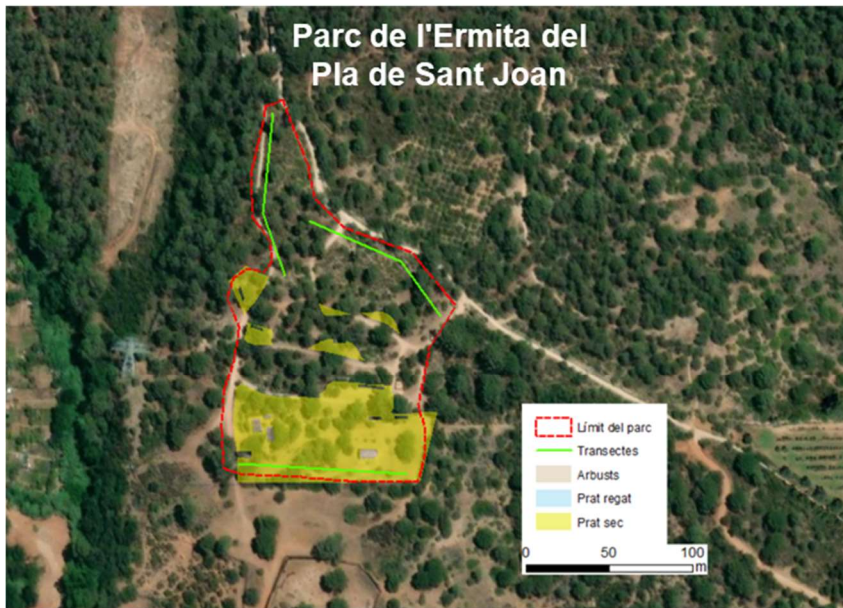 Parc de l'Ermita del
Pla de Sant Joan
Límit del parc
Transectes
Arbusts
Prat regat
Prat sec
0 50 100
m